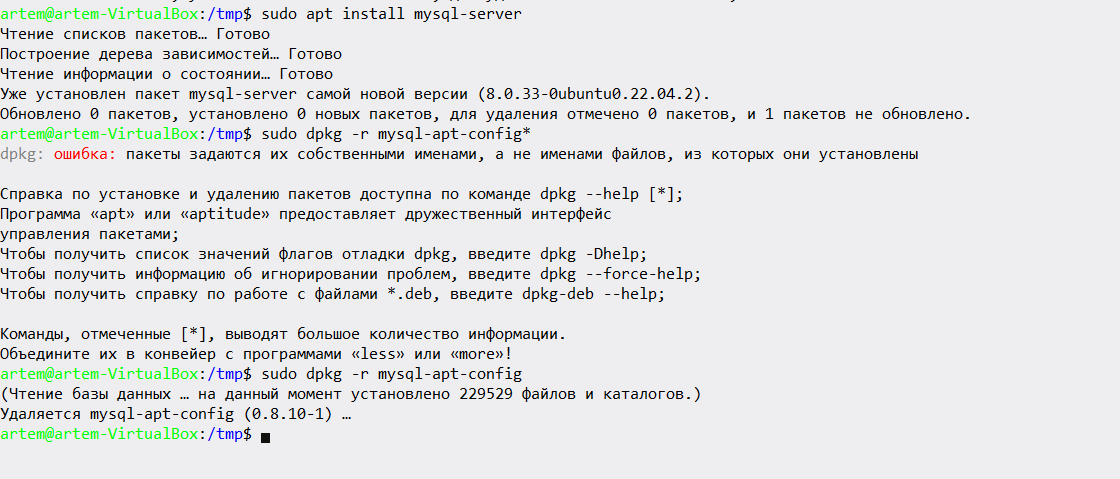 artem@artem-VirtualBox:/tmp$ sudo apt install mysql-server
Чтение списков пакетов… Готово
Построение дерева зависимостей… Готово
Чтение информации о состоянии… Готово
Уже установлен пакет mysql-server самой новой версии (8.0.33-0ubuntu0.22.04.2).
Обновлено 0 пакетов, установлено 0 новых пакетов, для удаления отмечено 0 пакетов, и 1 пакетов не обновлено.
artem@artem-VirtualBox:/tmp$ sudo dpkg -r mysql-apt-config*
dpkg: ошибка: пакеты задаются их собственными именами, а не именами файлов, из которых они установлены

Справка по установке и удалению пакетов доступна по команде dpkg --help [*];
Программа «apt» или «aptitude» предоставляет дружественный интерфейс
управления пакетами;
Чтобы получить список значений флагов отладки dpkg, введите dpkg -Dhelp;
Чтобы получить информацию об игнорировании проблем, введите dpkg --force-help;
Чтобы получить справку по работе с файлами *.deb, введите dpkg-deb --help;

Команды, отмеченные [*], выводят большое количество информации.
Объедините их в конвейер с программами «less» или «more»!
artem@artem-VirtualBox:/tmp$ sudo dpkg -r mysql-apt-config
(Чтение базы данных … на данный момент установлено 229529 файлов и каталогов.)
Удаляется mysql-apt-config (0.8.10-1) …
artem@artem-VirtualBox:/tmp$